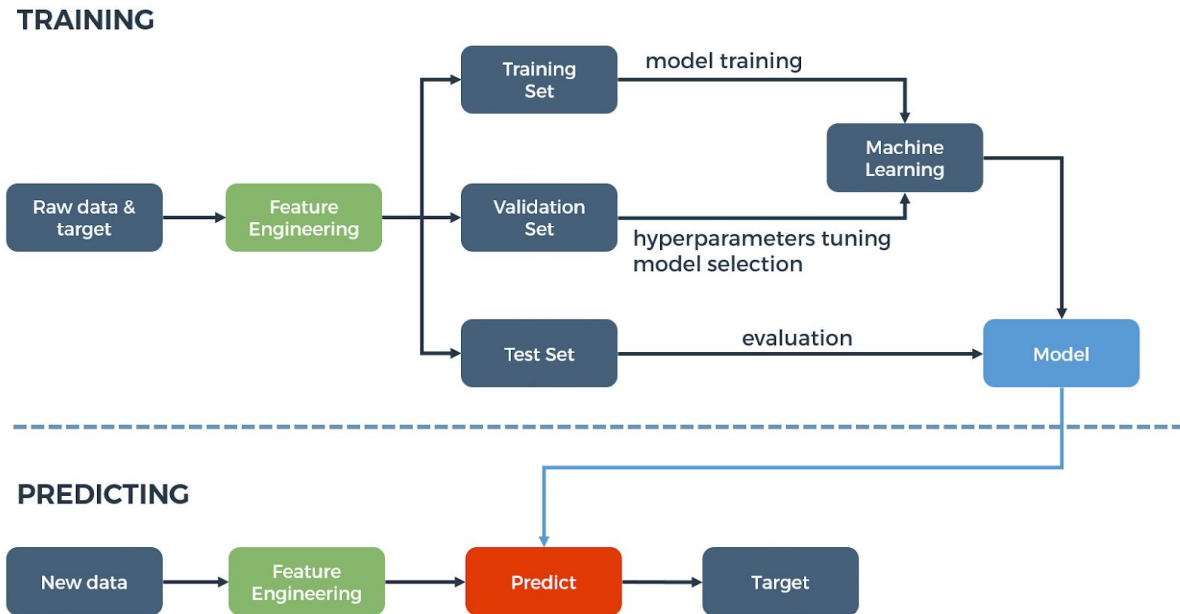 TRAINING
Training
Set
model training
Machine
Learning
Raw data &
target
Feature
Engineering
Validation
Set
hyperparameters tuning
model selection
Test Set
evaluation
Model
PREDICTING
New data
Feature
Engineering
Predict
Target